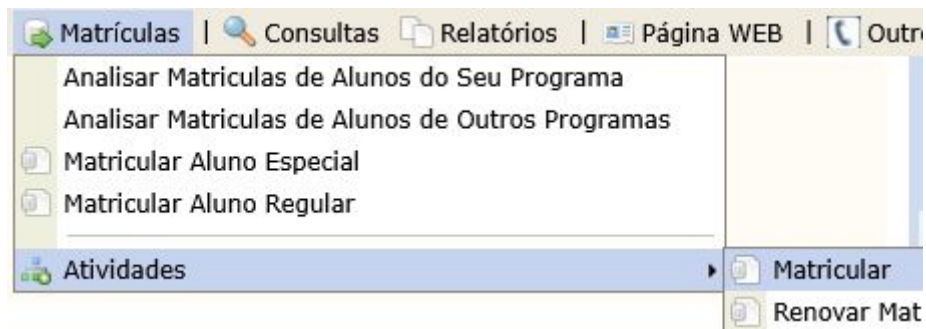 Matrículas | Consultas Relatórios | Página WEB | Outr
Analisar Matriculas de Alunos do Seu Programa
Analisar Matriculas de Alunos de Outros Programas
Matricular Aluno Especial
Matricular Aluno Regular
Atividades
Matricular
Renovar Mat